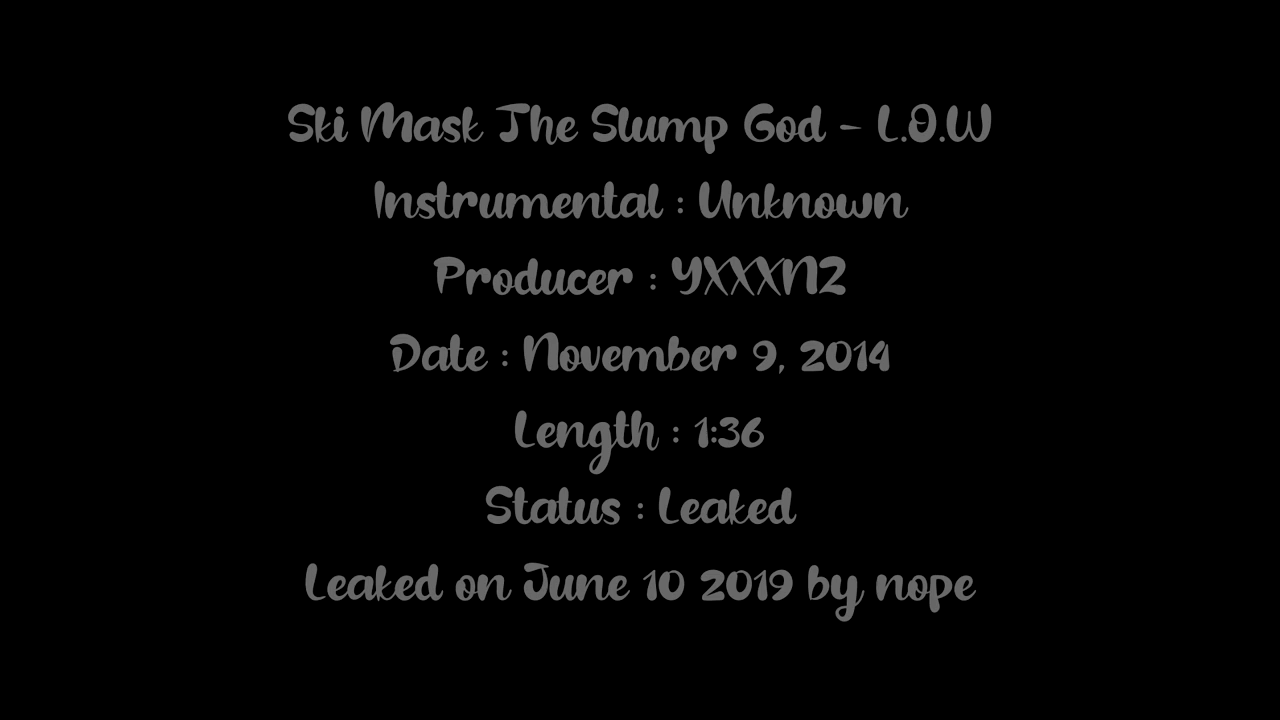 Ski Mask The Slump God - L.O.W
Instrumental : Unknown
Producer : YXXXNZ
Date : November 9, 2014
Length : 1:36
Status : Leaked
Leaked on June 10 2019 by nope